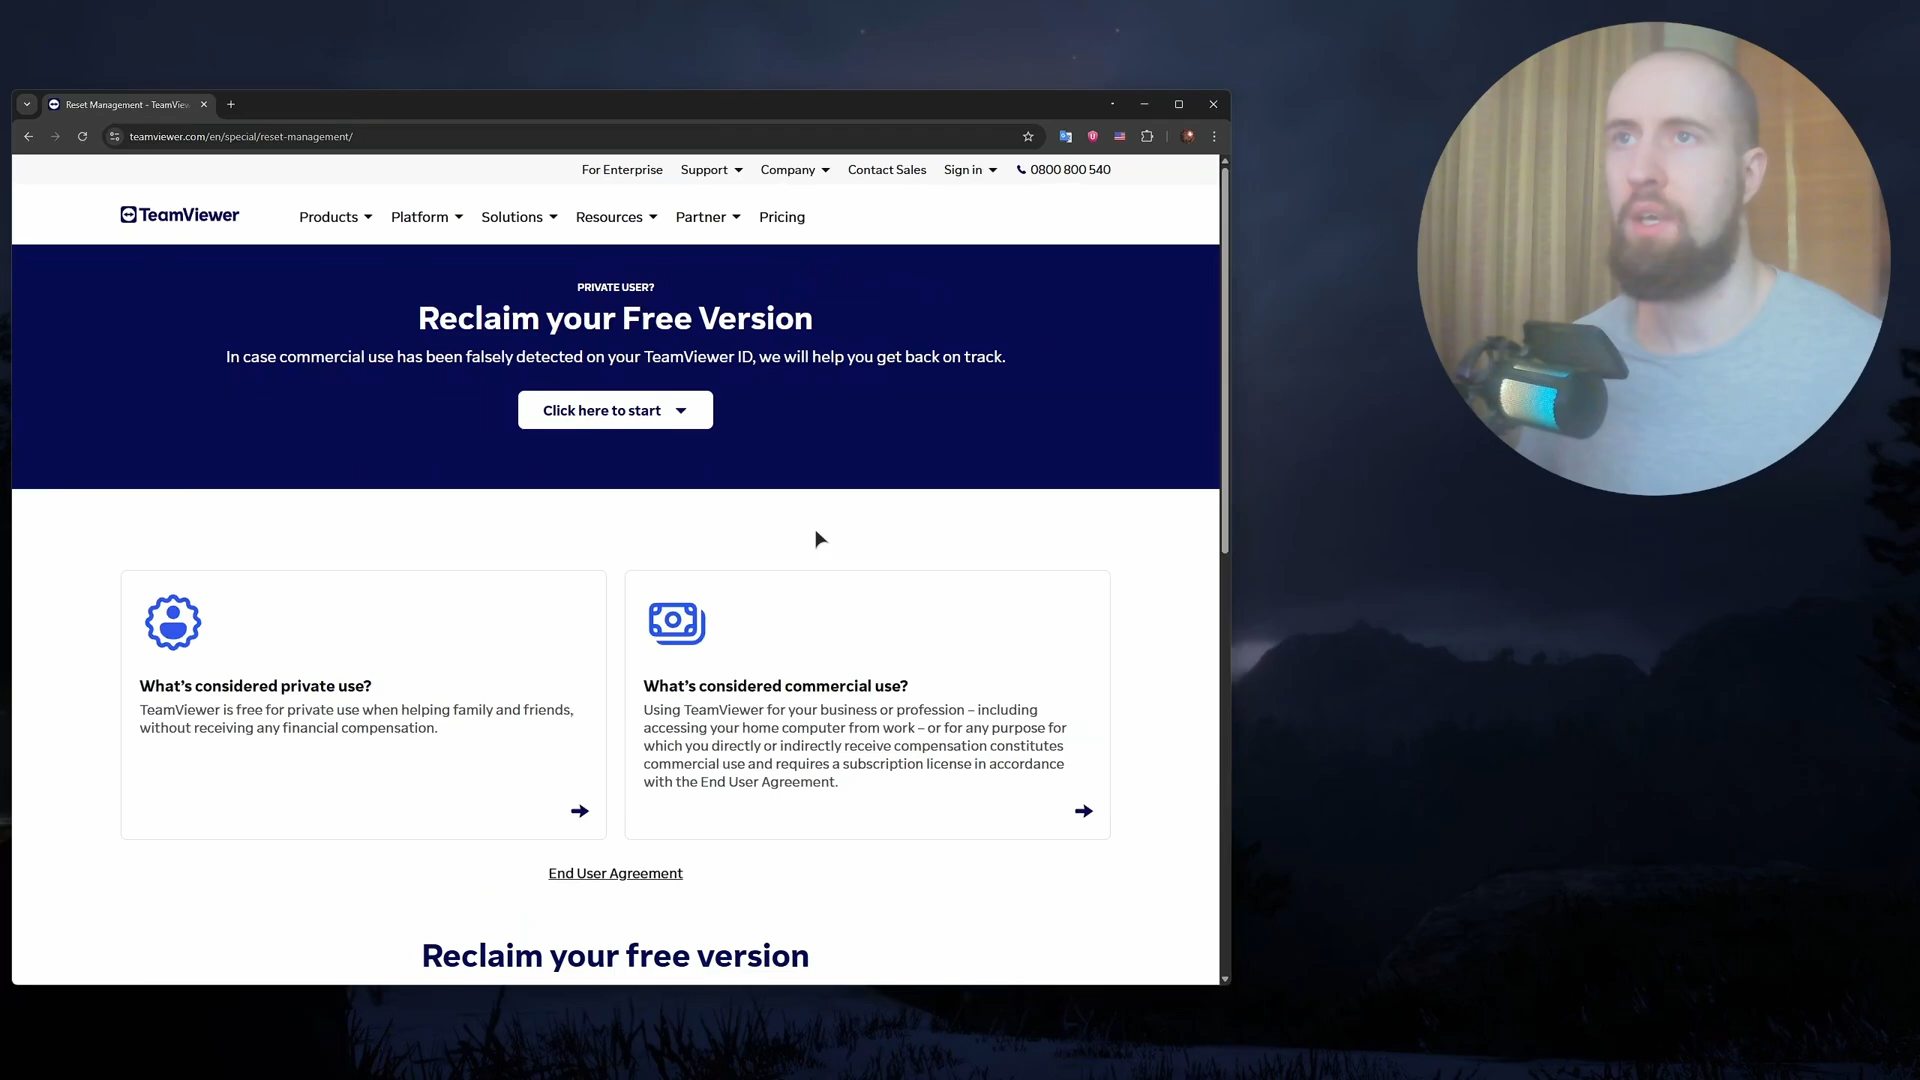 Reset Management - TeamView
teamviewer.com/en/special/reset-management/
For Enterprise Support Company Contact Sales Sign in 0800 800 540
TeamViewer Products Platform Solutions Resources Partner Pricing
PRIVATE USER?
Reclaim your Free Version
In case commercial use has been falsely detected on your TeamViewer ID, we will help you get back on track.
Click here to start
What's considered private use?
TeamViewer is free for private use when helping family and friends,
without receiving any financial compensation.
What's considered commercial use?
Using TeamViewer for your business or profession – including
accessing your home computer from work – or for any purpose for
which you directly or indirectly receive compensation constitutes
commercial use and requires a subscription license in accordance
with the End User Agreement.
End User Agreement
Reclaim your free version